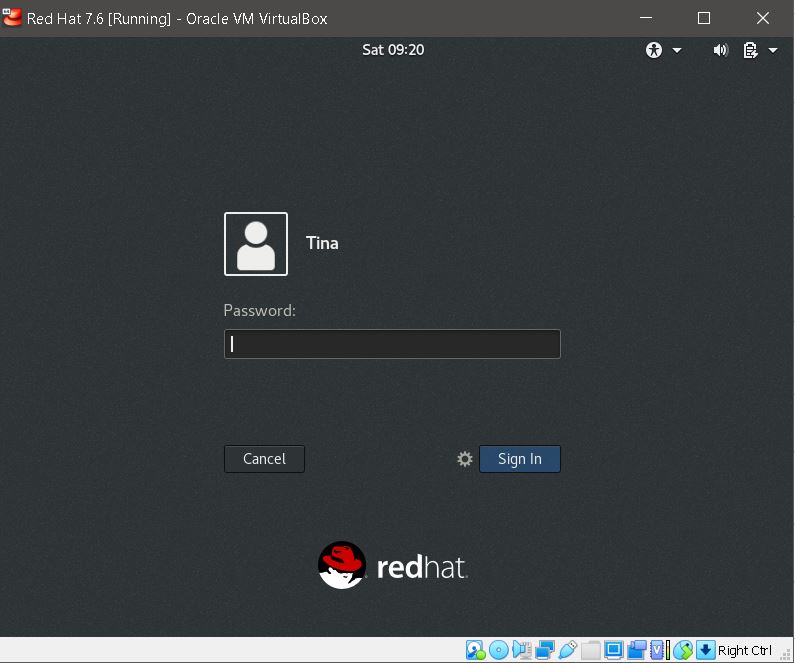 Red Hat 7.6 [Running] - Oracle VM VirtualBox
Sat 09:20
Tina
Password:
Cancel
Sign In
redhat.
Right Ctrl